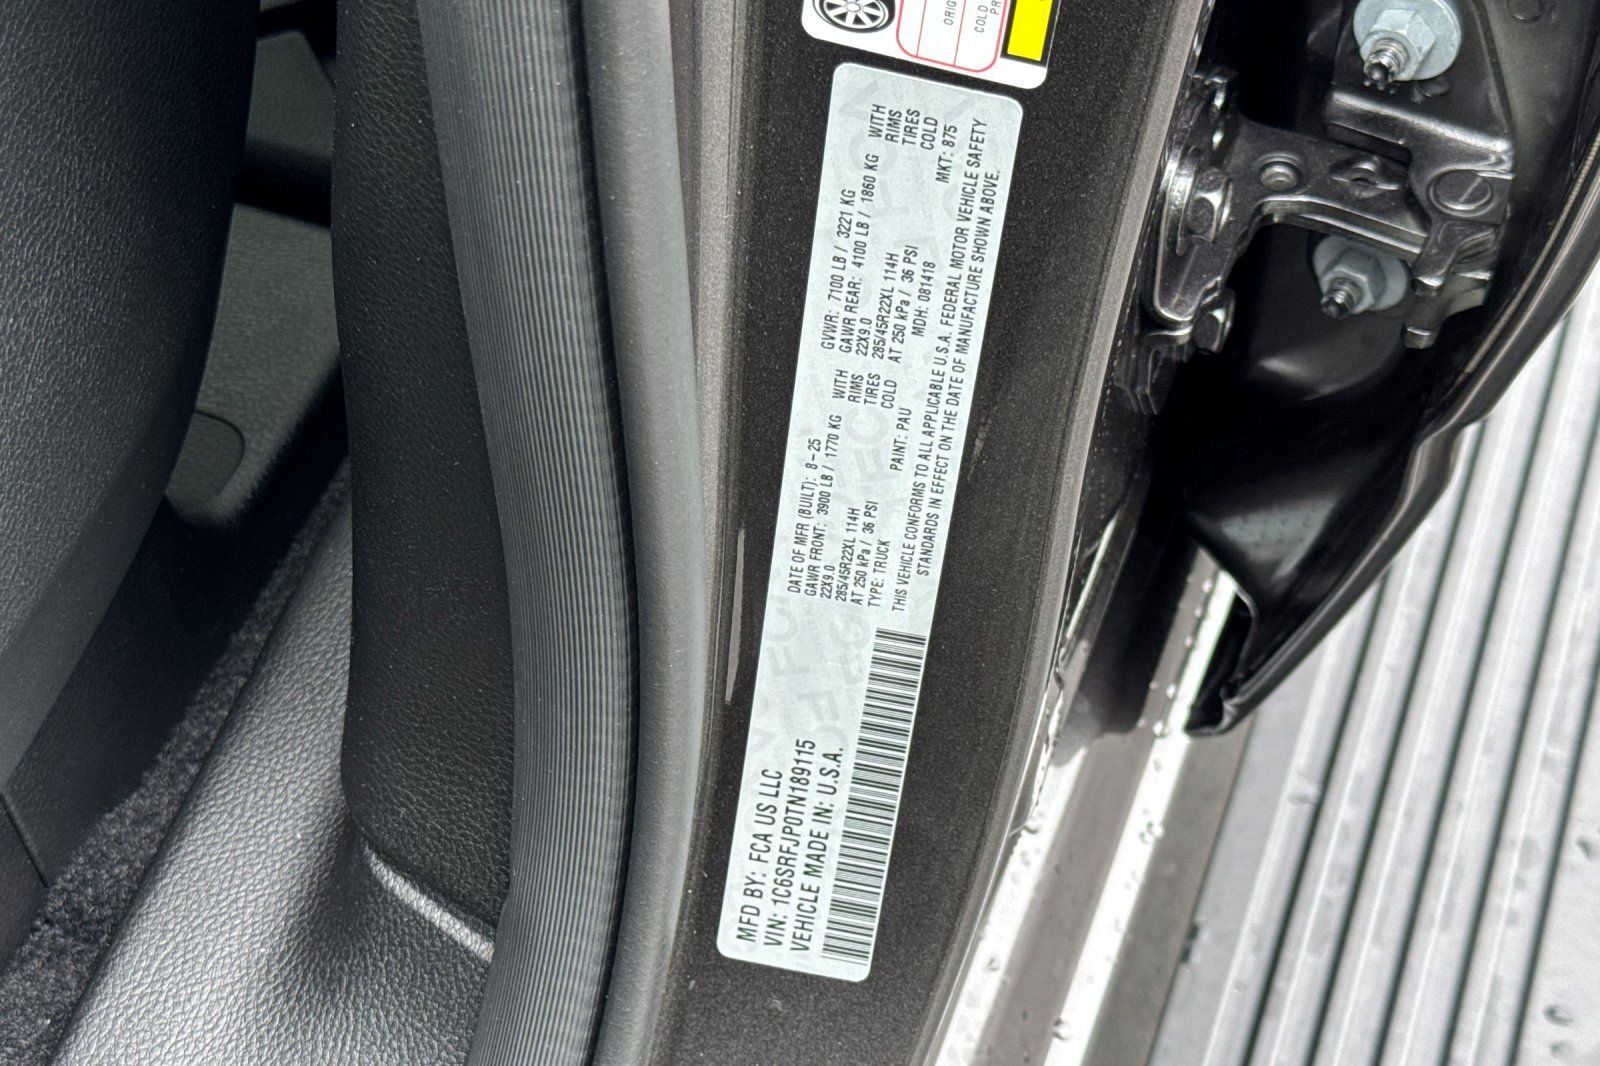 ORIG
COLD
PR
MFD BY: FCA US LLC
VIN: 1C6SRFJP0TN189115
VEHICLE MADE IN: U.S.A.
DATE OF MFR (BUILT): 8-25 GVWR: 7100 LB / 3221 KG
GAWR FRONT: 3900 LB / 1770 KG WITH GAWR REAR: 4100 LB / 1860 KG WITH
22X9.0 RIMS 22X9.0 RIMS
285/45R22XL 114H TIRES 285/45R22XL 114H TIRES
AT 250 kPa / 36 PSI COLD AT 250 kPa / 36 PSI COLD
TYPE: TRUCK PAINT: PAU MDH: 081418 MKT: 875
THIS VEHICLE CONFORMS TO ALL APPLICABLE U.S.A. FEDERAL MOTOR VEHICLE SAFETY
STANDARDS IN EFFECT ON THE DATE OF MANUFACTURE SHOWN ABOVE.